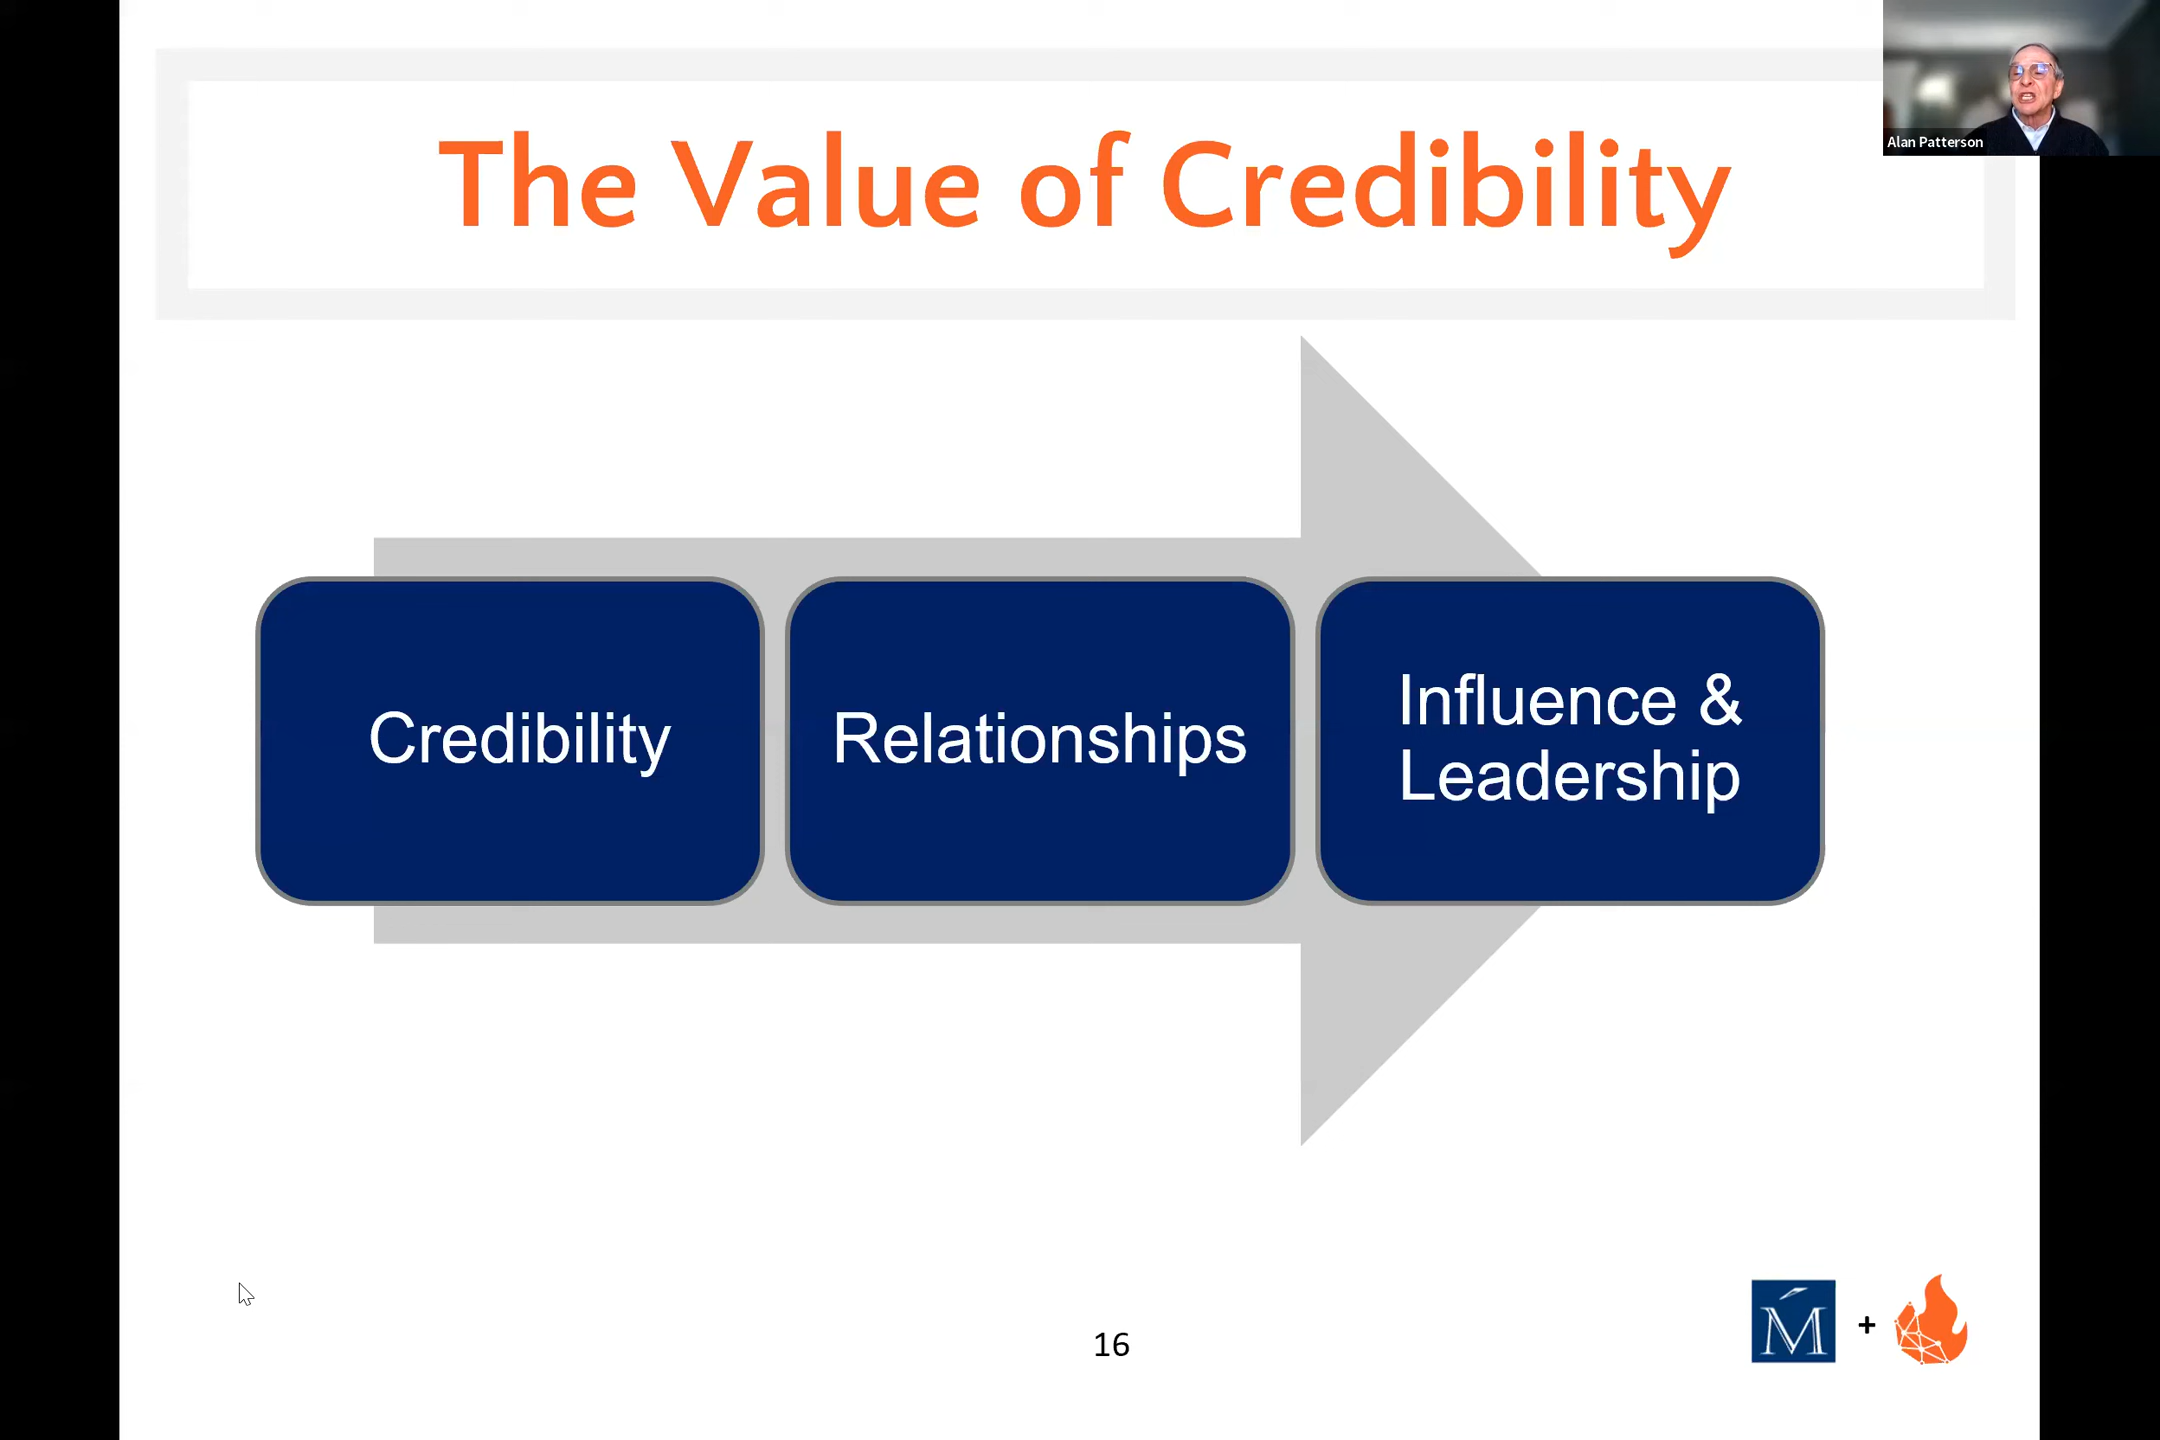 The Value of Credibility
Alan Patterson
Credibility
Relationships
Influence &
Leadership
16
M
+